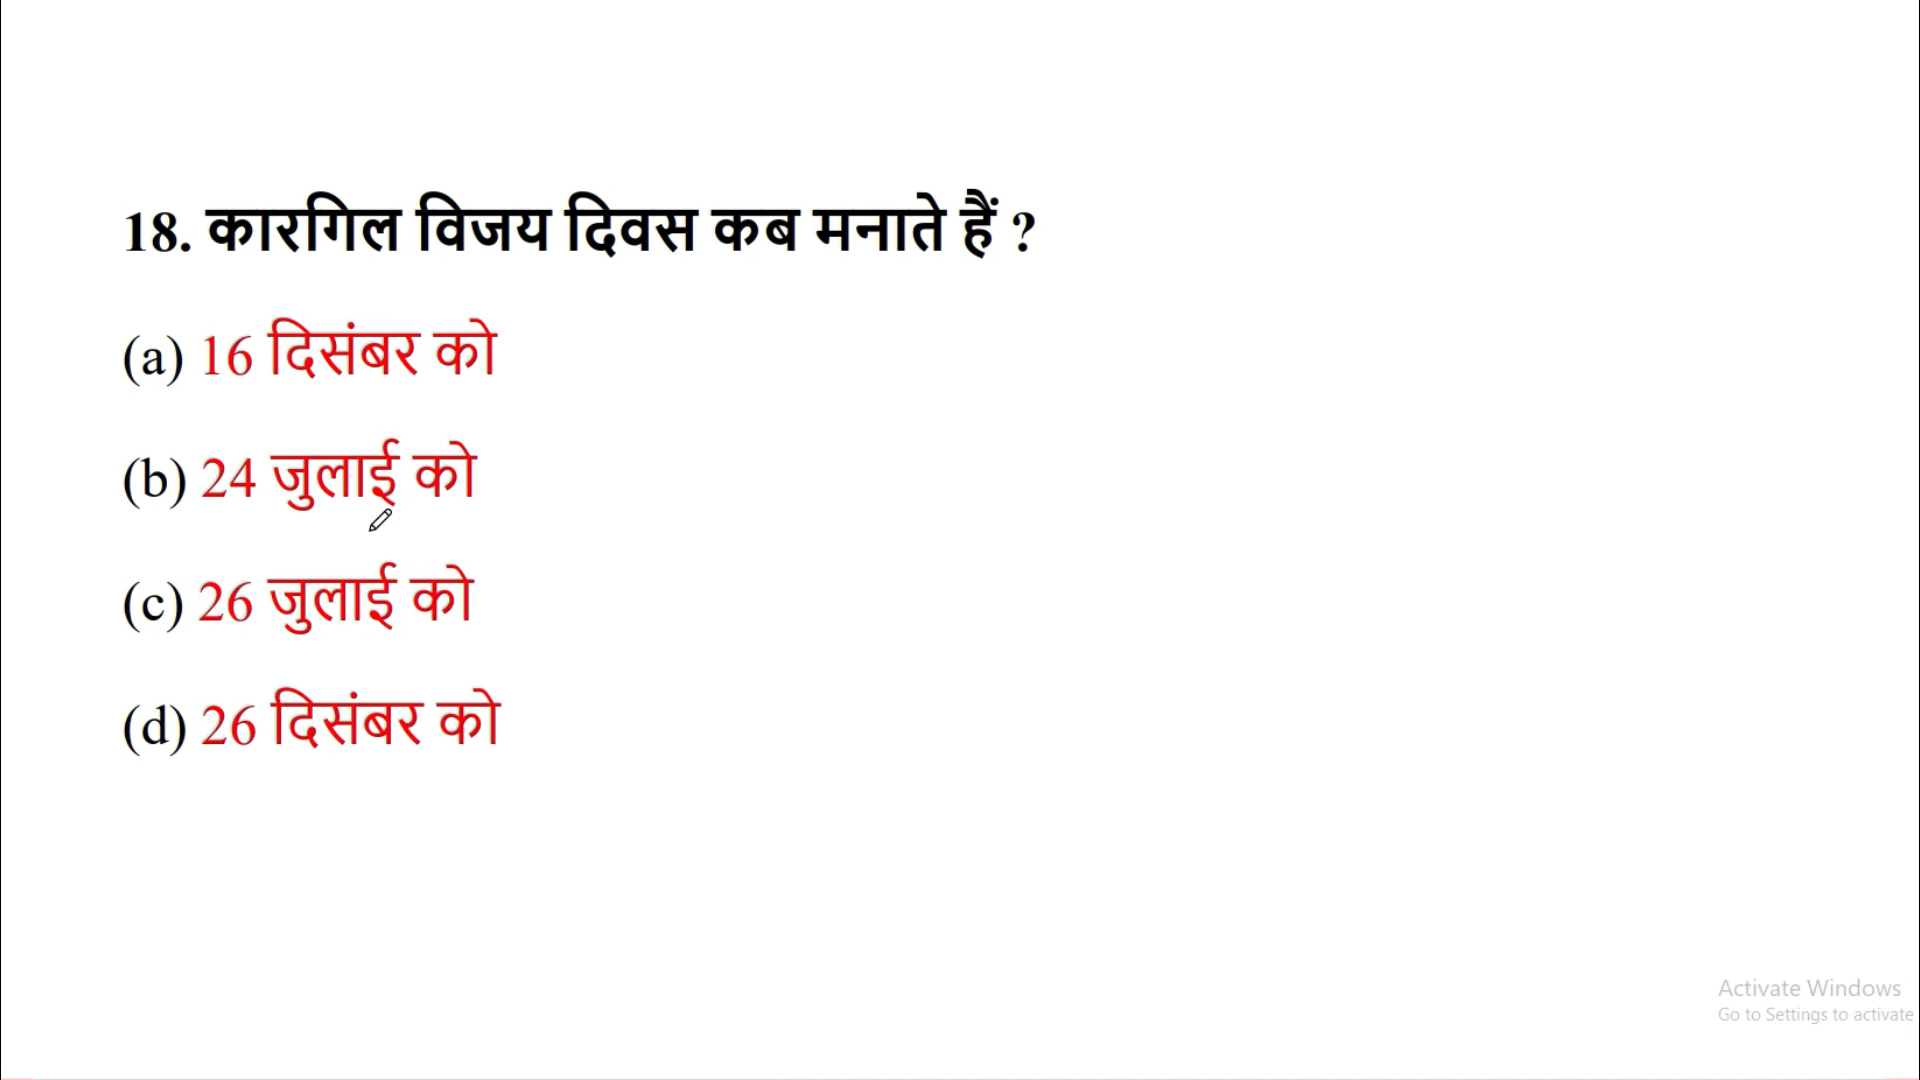 18. कारगिल विजय दिवस कब मनाते हैं ?
(a) 16 दिसंबर को
(b) 24 जुलाई को
(c) 26 जुलाई को
(d) 26 दिसंबर को
Activate Windows
Go to Settings to activate